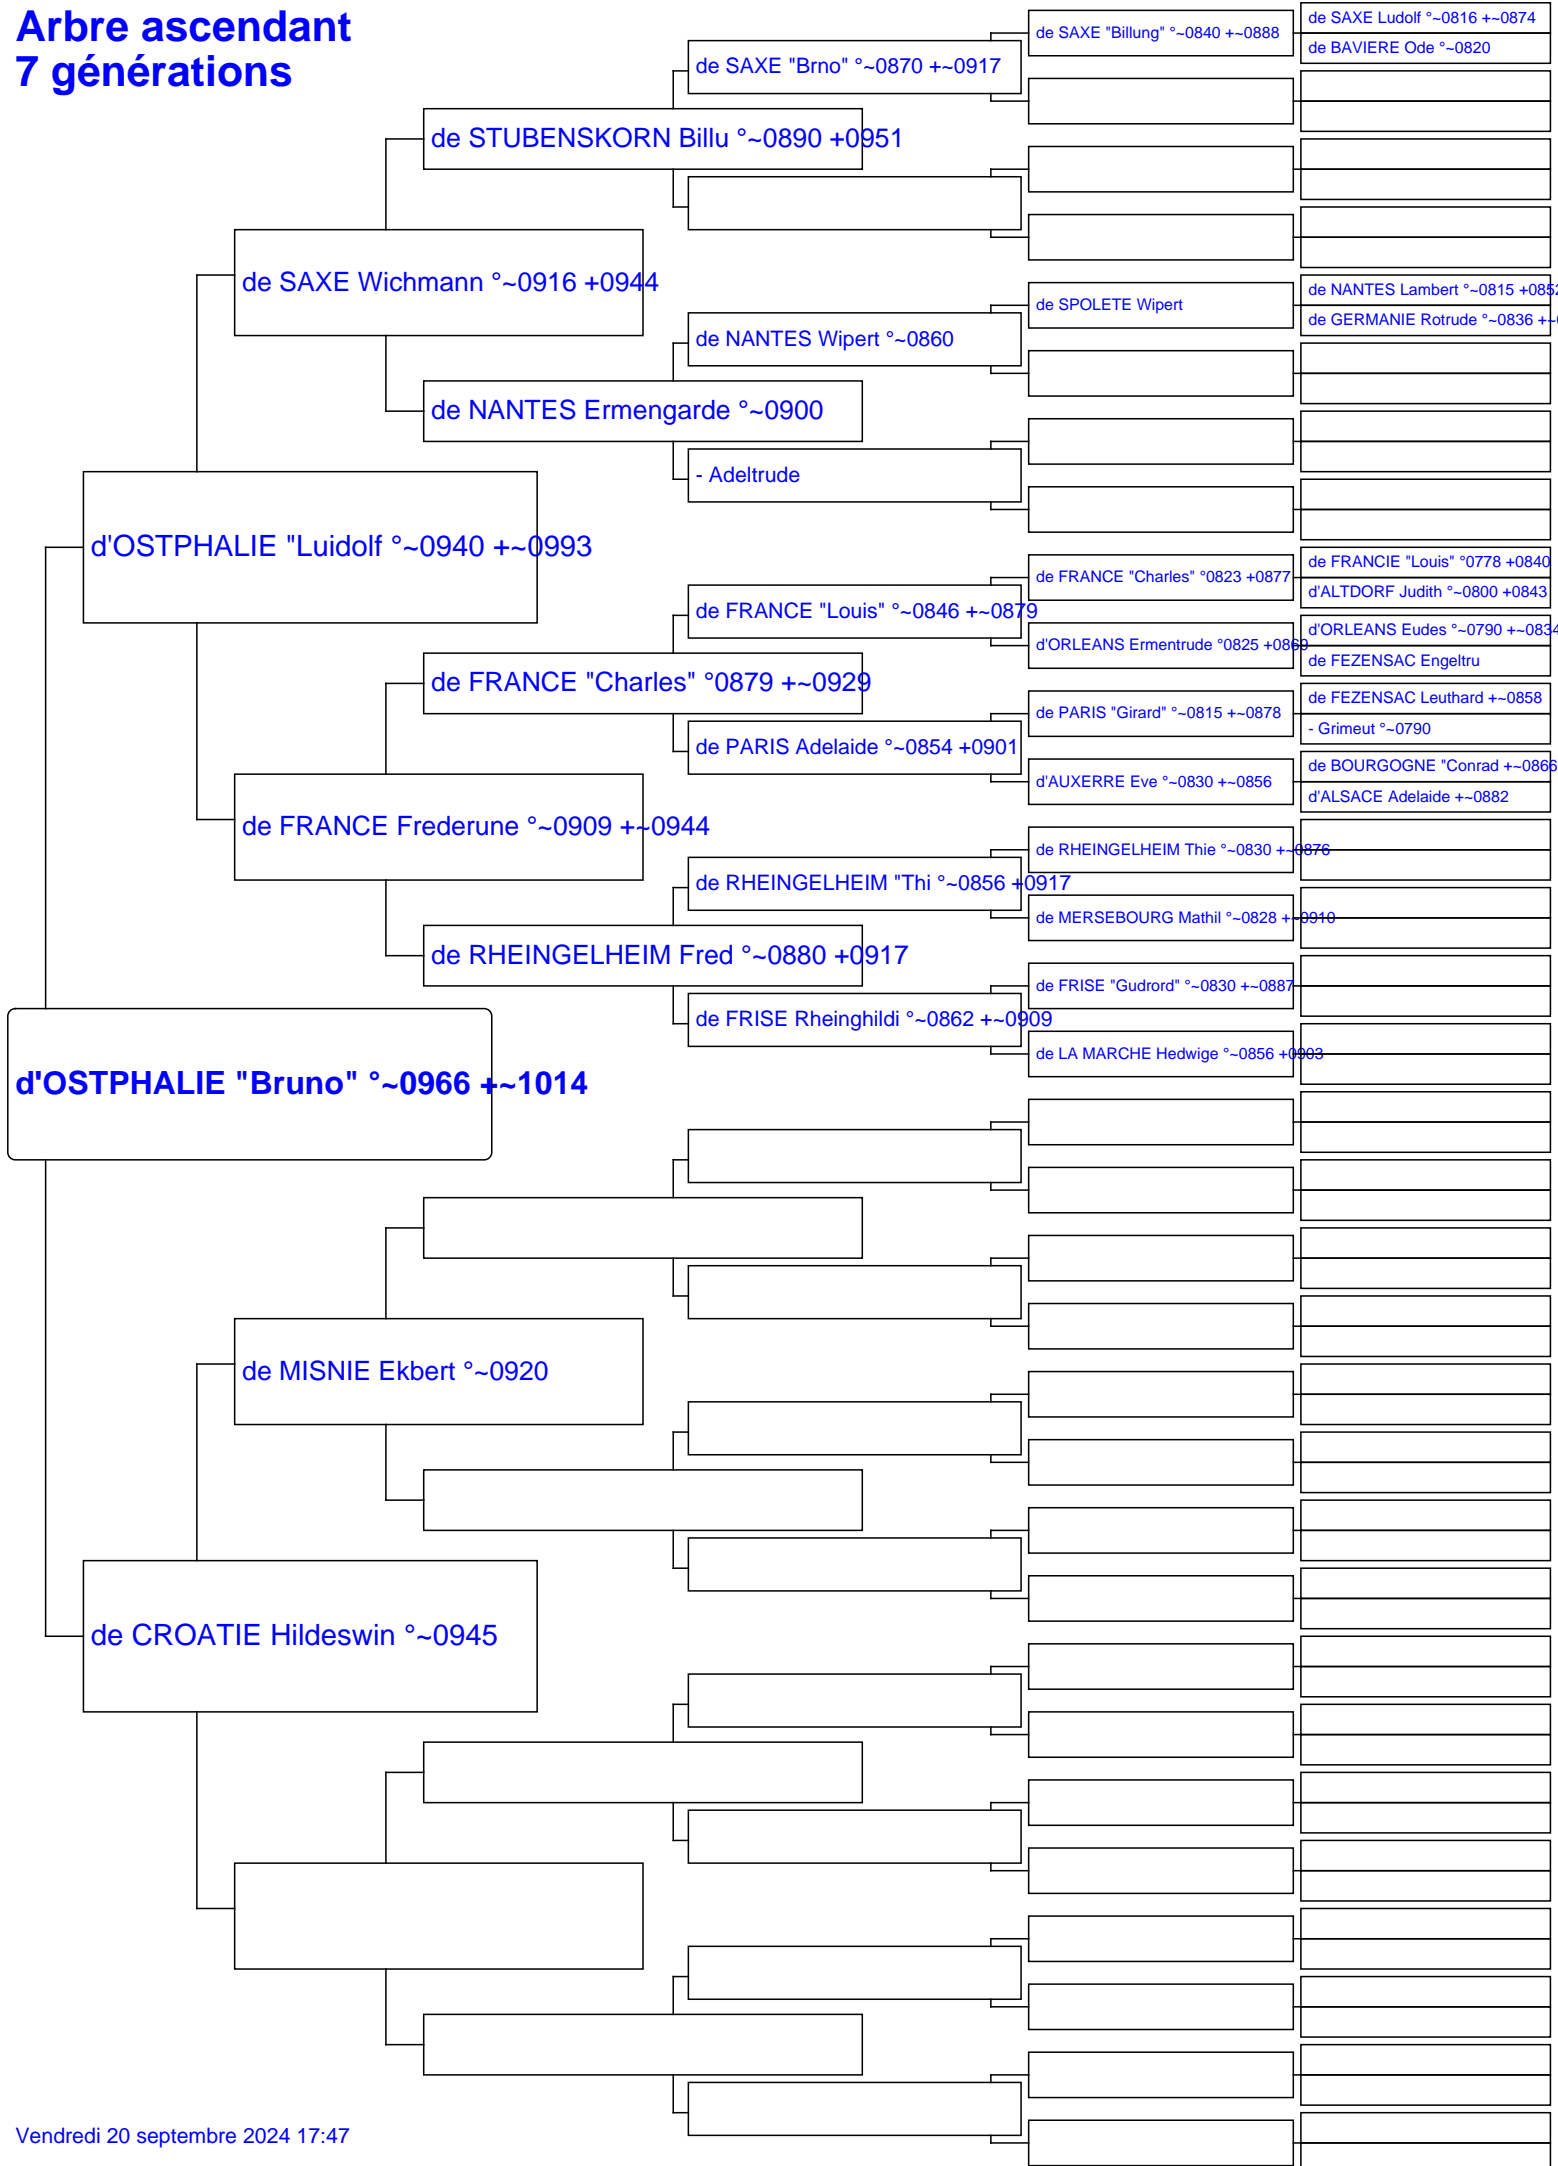 Arbre ascendant
7 générations
de SAXE Ludolf °~0816 +~0874
de SAXE "Billung" °~0840 +~0888
de BAVIERE Ode °~0820
de SAXE "Brno" °~0870 +~0917
de STUBENSKORN Billu °~0890 +0951
de SAXE Wichmann °~0916 +0944
de NANTES Lambert °~0815 +0852
de SPOLETE Wipert
de GERMANIE Rotrude °~0836 +~
de NANTES Wipert °~0860
de NANTES Ermengarde °~0900
- Adeltrude
d'OSTPHALIE "Luidolf °~0940 +~0993
de FRANCIE "Louis" °0778 +0840
de FRANCE "Charles" °0823 +0877
d'ALTDORF Judith °~0800 +0843
de FRANCE "Louis" °~0846 +~0879
d'ORLEANS Eudes °~0790 +~0834
d'ORLEANS Ermentrude °0825 +0869
de FEZENSAC Engeltru
de FRANCE "Charles" °0879 +~0929
de FEZENSAC Leuthard +~0858
de PARIS "Girard" °~0815 +~0878
- Grimeut °~0790
de PARIS Adelaide °~0854 +0901
de BOURGOGNE "Conrad +~0866
d'AUXERRE Eve °~0830 +~0856
d'ALSACE Adelaide +~0882
de FRANCE Frederune °~0909 +~0944
de RHEINGELHEIM Thie °~0830 +~0876
de RHEINGELHEIM "Thi °~0856 +0917
de MERSEBOURG Mathil °~0828 +~0910
de RHEINGELHEIM Fred °~0880 +0917
de FRISE "Gudrord" °~0830 +~0887
de FRISE Rheinghildi °~0862 +~0909
de LA MARCHE Hedwige °~0856 +0903
d'OSTPHALIE "Bruno" °~0966 +~1014
de MISNIE Ekbert °~0920
de CROATIE Hildeswin °~0945
Vendredi 20 septembre 2024 17:47